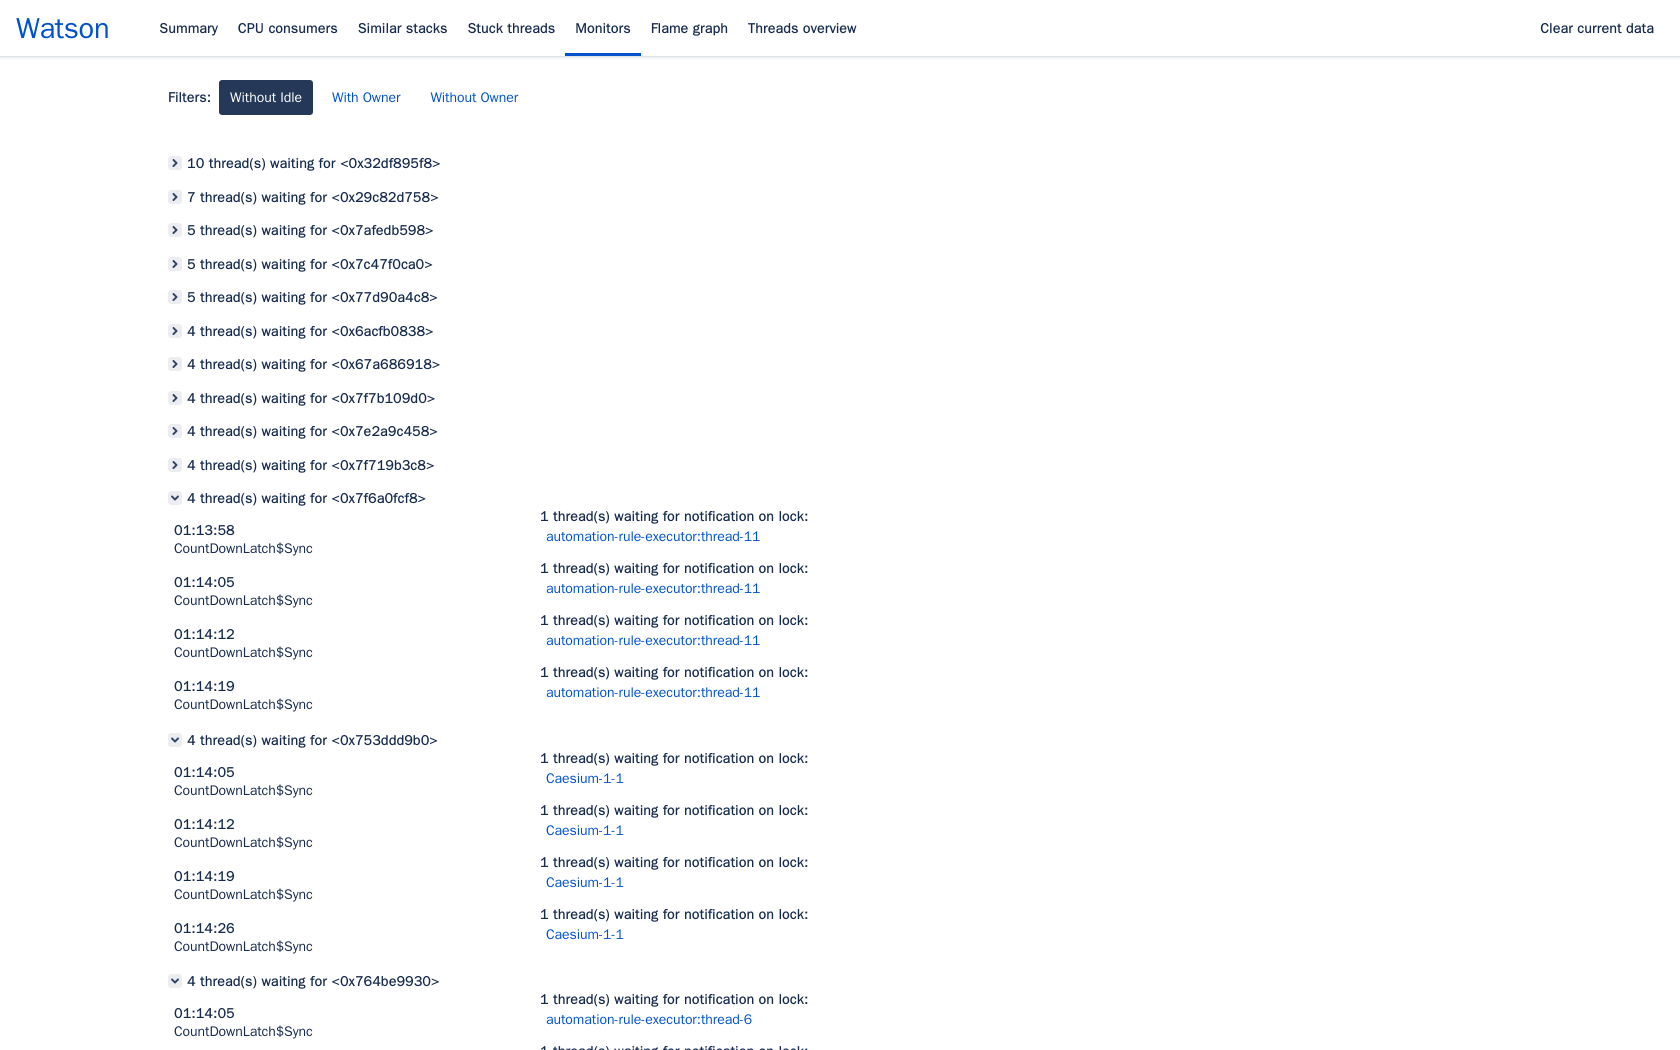 Watson
Summary
CPU consumers
Similar stacks
Stuck threads
Monitors
Flame graph
Threads overview
Clear current data
Filters:
Without Idle
With Owner
Without Owner
10 thread(s) waiting for <0x32df895f8>
7 thread(s) waiting for <0x29c82d758>
5 thread(s) waiting for <0x7afedb598>
5 thread(s) waiting for <0x7c47f0ca0>
5 thread(s) waiting for <0x77d90a4c8>
4 thread(s) waiting for <0x6acfb0838>
4 thread(s) waiting for <0x67a686918>
4 thread(s) waiting for <0x7f7b109d0>
4 thread(s) waiting for <0x7e2a9c458>
4 thread(s) waiting for <0x7f719b3c8>
4 thread(s) waiting for <0x7f6a0fcf8>
01:13:58
CountDownLatch$Sync
1 thread(s) waiting for notification on lock:
automation-rule-executor:thread-11
01:14:05
CountDownLatch$Sync
1 thread(s) waiting for notification on lock:
automation-rule-executor:thread-11
01:14:12
CountDownLatch$Sync
1 thread(s) waiting for notification on lock:
automation-rule-executor:thread-11
01:14:19
CountDownLatch$Sync
1 thread(s) waiting for notification on lock:
automation-rule-executor:thread-11
4 thread(s) waiting for <0x753ddd9b0>
01:14:05
CountDownLatch$Sync
1 thread(s) waiting for notification on lock:
Caesium-1-1
01:14:12
CountDownLatch$Sync
1 thread(s) waiting for notification on lock:
Caesium-1-1
01:14:19
CountDownLatch$Sync
1 thread(s) waiting for notification on lock:
Caesium-1-1
01:14:26
CountDownLatch$Sync
1 thread(s) waiting for notification on lock:
Caesium-1-1
4 thread(s) waiting for <0x764be9930>
01:14:05
CountDownLatch$Sync
1 thread(s) waiting for notification on lock:
automation-rule-executor:thread-6